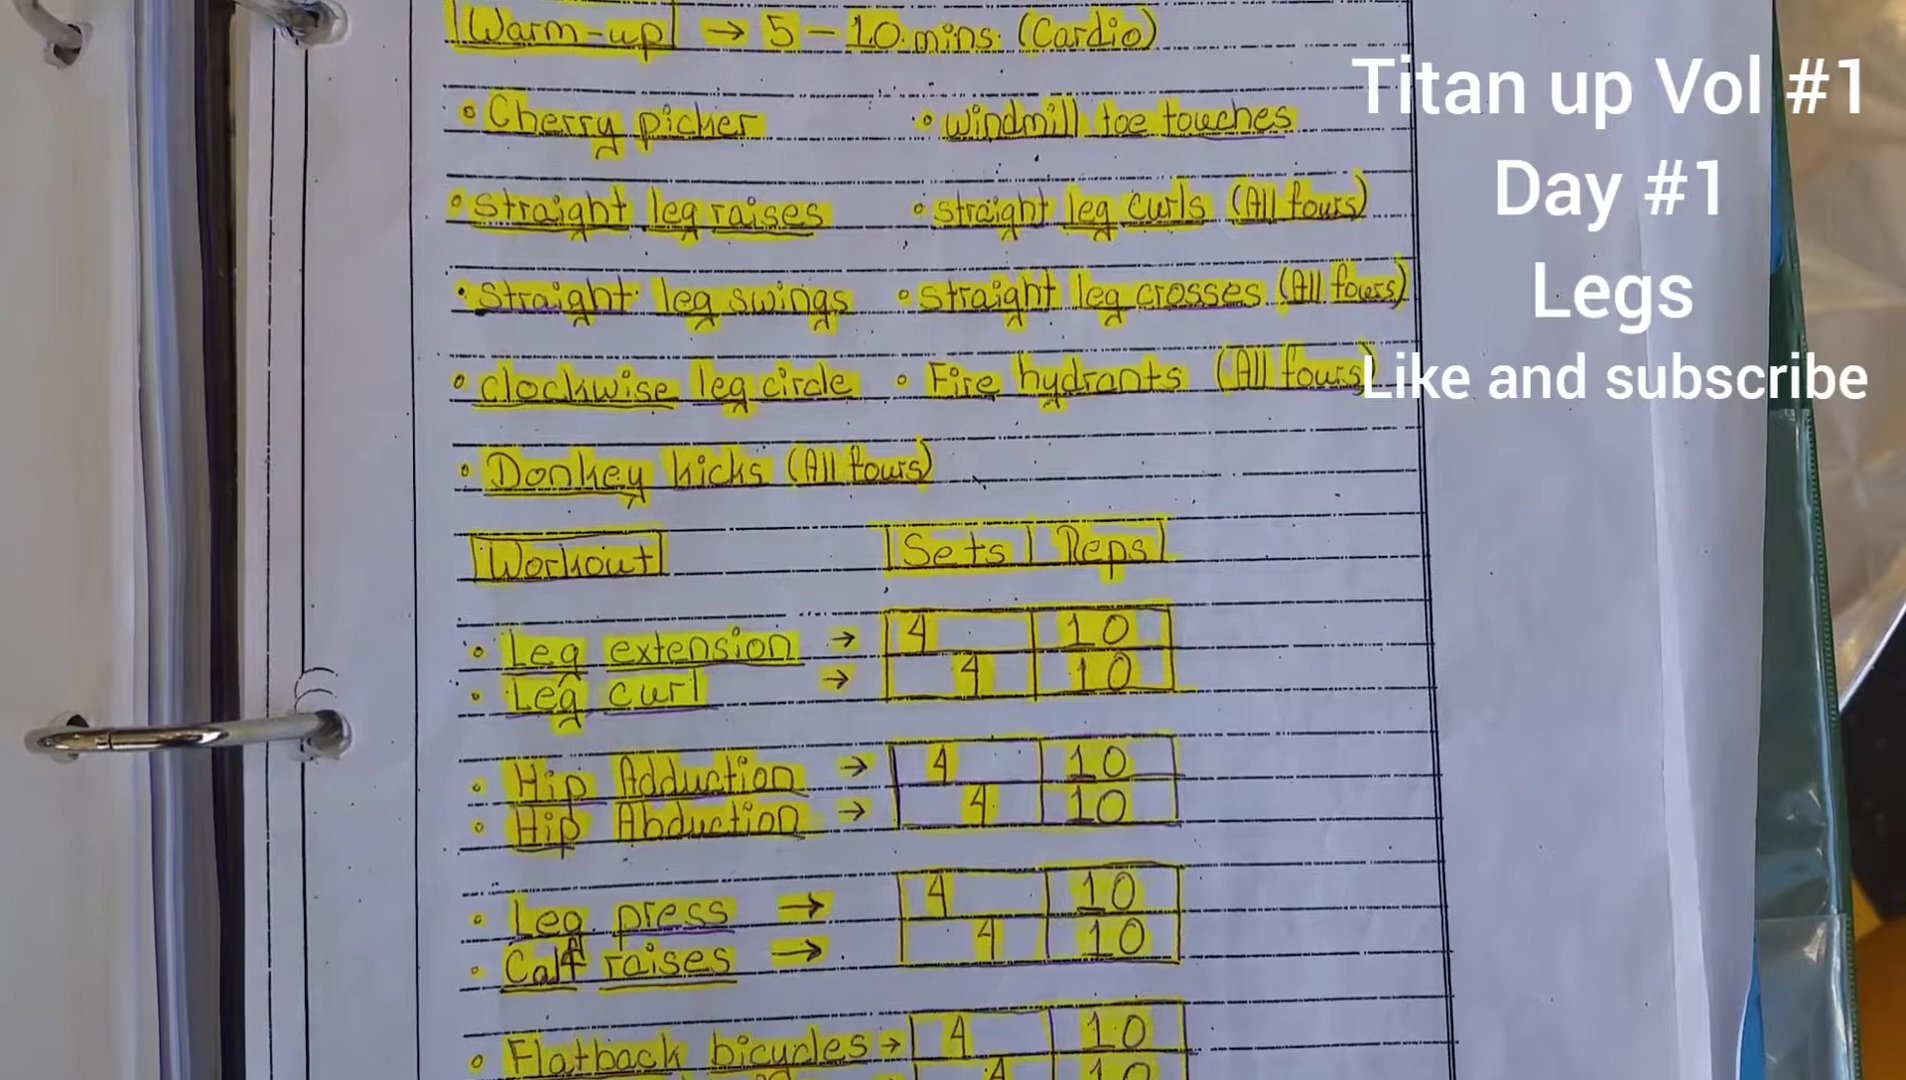 Warm-up → 5-10 mins. (Cardio)
• Cherry picker • windmill toe touches
• straight leg raises • straight leg curls (All fours)
• straight leg swings • straight leg crosses (All fours)
• clockwise leg circle • Fire hydrants (All fours)
• Donkey kicks (All fours)
Workout Sets Reps
• Leg extension → 4 10
• Leg curl → 4 10
• Hip Adduction → 4 10
• Hip Abduction → 4 10
• Leg press → 4 10
• Calf raises → 4 10
• Flatback bicycles → 4 10
4 10
Titan up Vol #1
Day #1
Legs
Like and subscribe